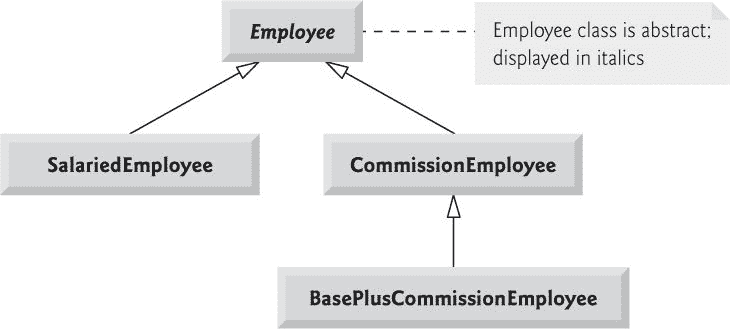 Employee
Employee class is abstract;
displayed in italics
SalariedEmployee
CommissionEmployee
BasePlusCommissionEmployee